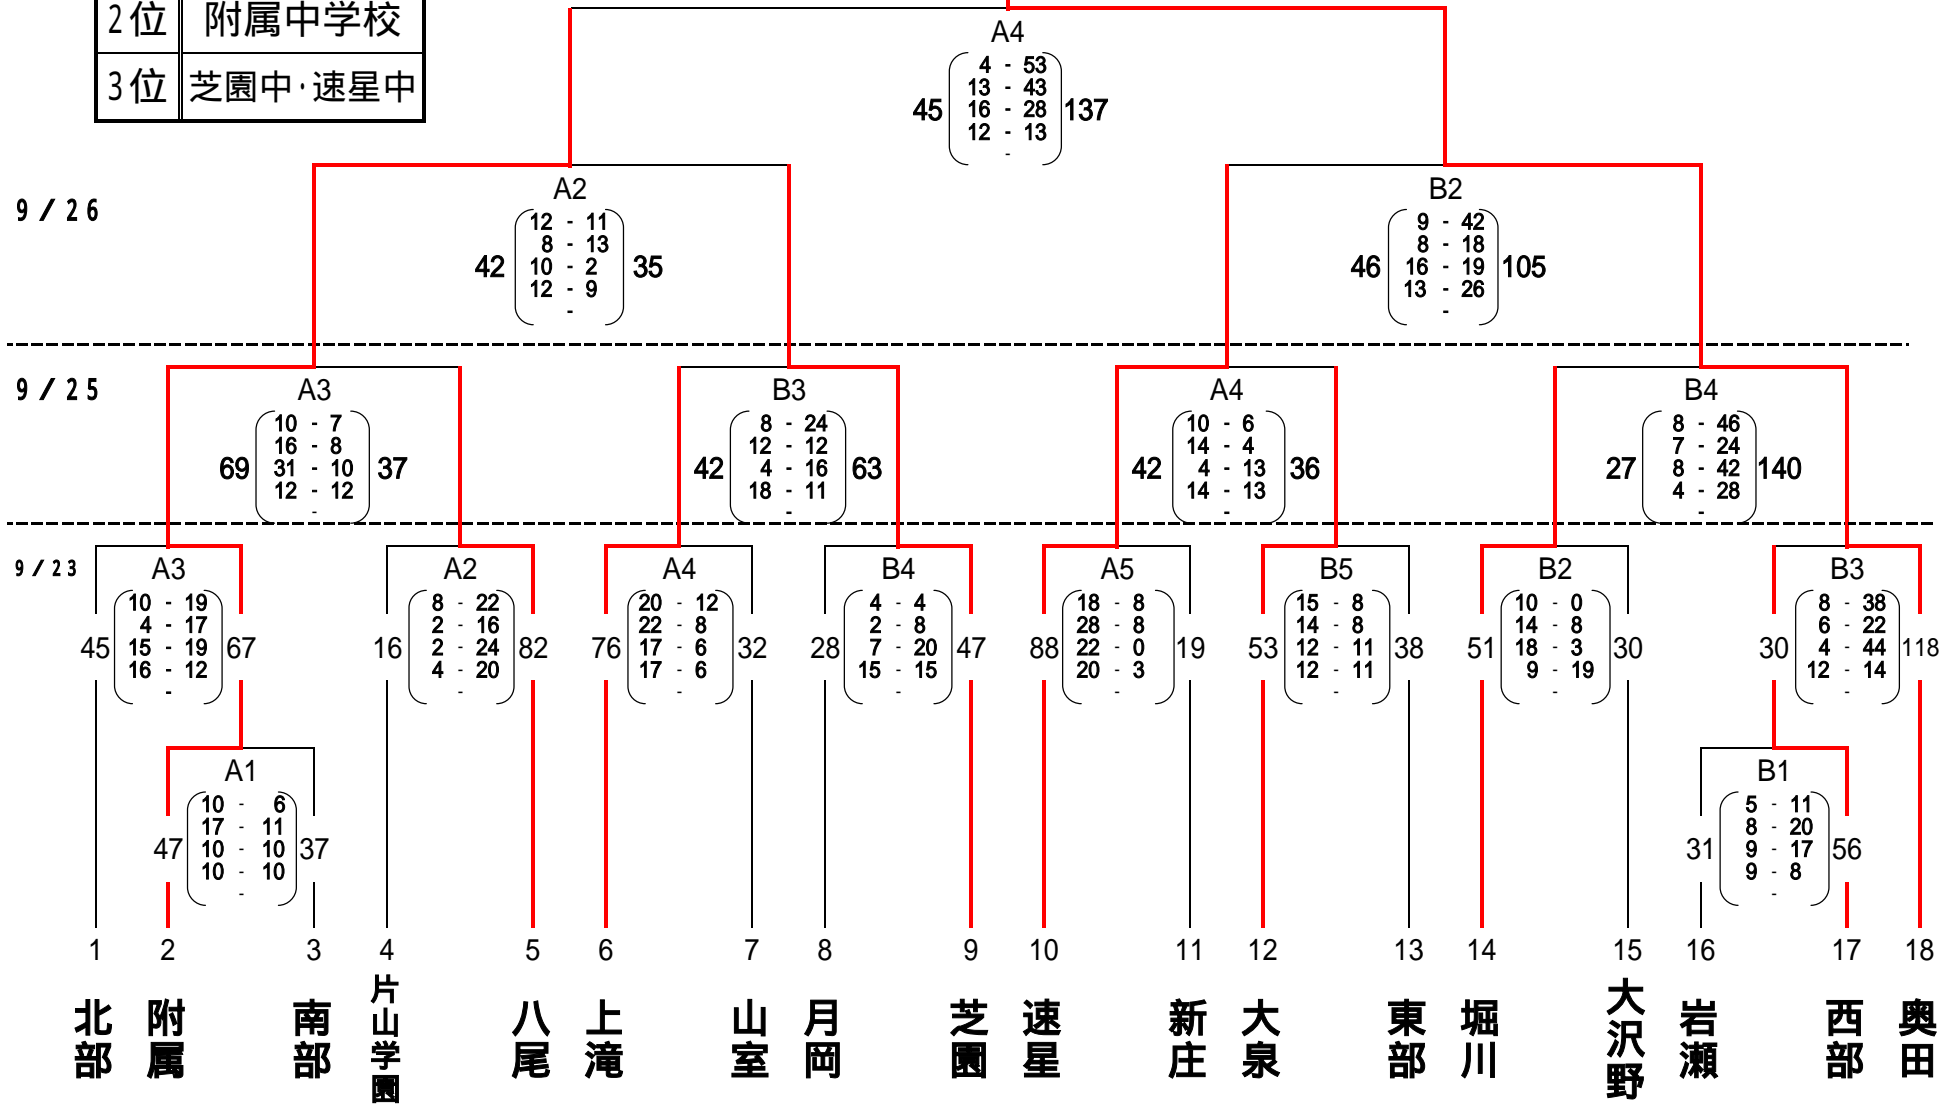 2位 附属中学校
3位 芝園中・速星中
A4
4 - 53
13 - 43
45 16 - 28 137
12 - 13
-
9/26
A2 B2
12 - 11 9 - 42
8 - 13 8 - 18
42 10 - 2 35 46 16 - 19 105
12 - 9 13 - 26
- -
9/25
A3 B3 A4 B4
10 - 7 8 - 24 10 - 6 8 - 46
16 - 8 12 - 12 14 - 4 7 - 24
69 31 - 10 37 42 4 - 16 63 42 4 - 13 36 27 8 - 42 140
12 - 12 18 - 11 14 - 13 4 - 28
- - - -
9/23
A3 A2 A4 B4 A5 B5 B2 B3
10 - 19 8 - 22 20 - 12 4 - 4 18 - 8 15 - 8 10 - 0 8 - 38
4 - 17 2 - 16 22 - 8 2 - 8 28 - 8 14 - 8 14 - 8 6 - 22
45 15 - 19 67 16 2 - 24 82 76 17 - 6 32 28 7 - 20 47 88 22 - 0 19 53 12 - 11 38 51 18 - 3 30 30 4 - 44 118
16 - 12 4 - 20 17 - 6 15 - 15 20 - 3 12 - 11 9 - 19 12 - 14
- - - - - - - -
A1 B1
10 - 6 5 - 11
17 - 11 8 - 20
47 10 - 10 37 31 9 - 17 56
10 - 10 9 - 8
- -
1 2 3 4 5 6 7 8 9 10 11 12 13 14 15 16 17 18
北部 附属 南部 片山学園 八尾 上滝 山室 月岡 芝園 速星 新庄 大泉 東部 堀川 大沢野 岩瀬 西部 奥田